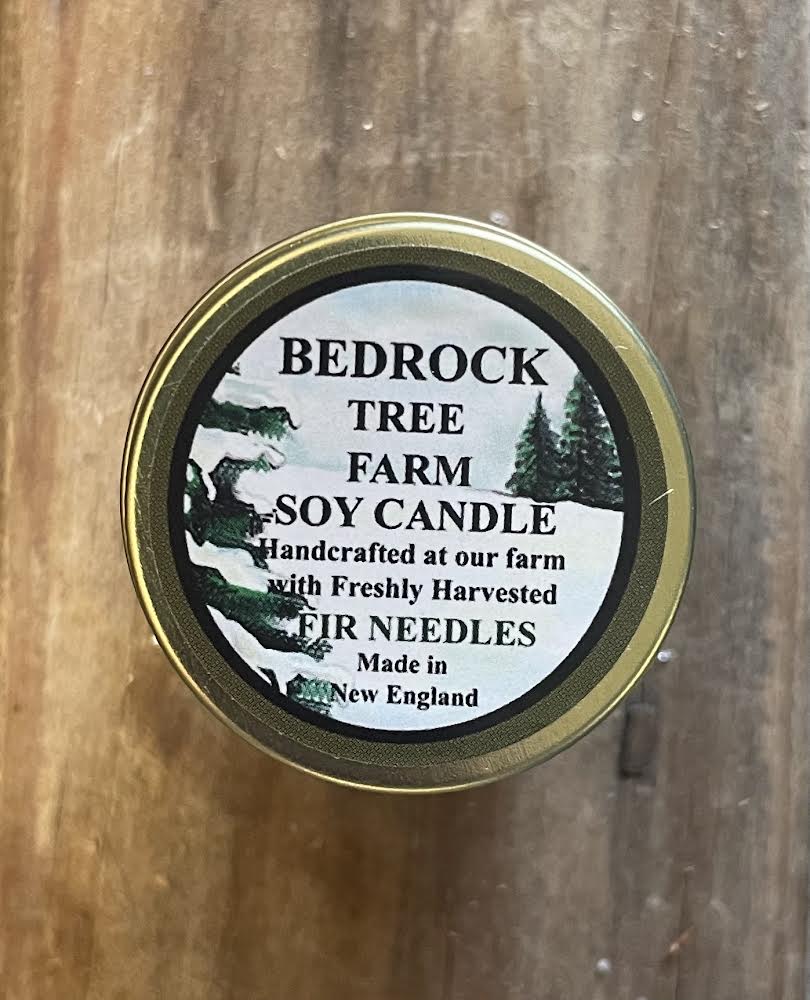 BEDROCK
TREE
FARM
SOY CANDLE
Handcrafted at our farm
with Freshly Harvested
FIR NEEDLES
Made in
New England